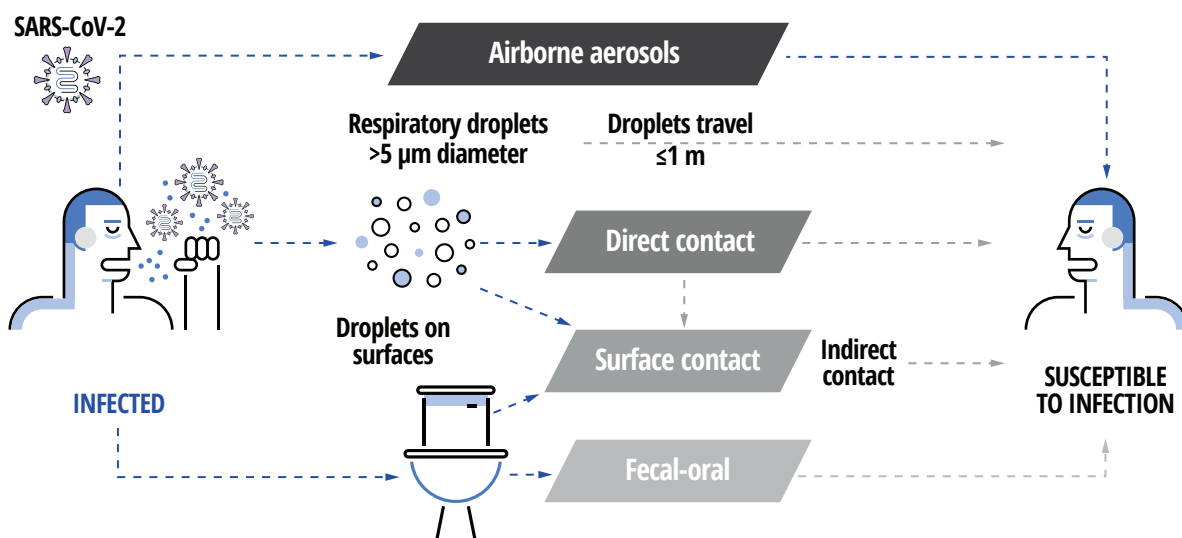 SARS-CoV-2
Airborne aerosols
Respiratory droplets
>5 µm diameter
Droplets travel
≤1 m
Direct contact
Droplets on
surfaces
Surface contact
Indirect
contact
INFECTED
SUSCEPTIBLE
TO INFECTION
Fecal-oral